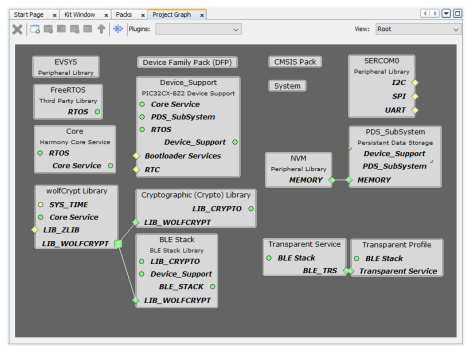 Start Page x Kit Window x Packs x Project Graph x
Plugins:
View: Root
EVSYS
Peripheral Library
Device Family Pack (DFP)
CMSIS Pack
SERCOM0
Peripheral Library
I2C
SPI
UART
FreeRTOS
Third Party Library
RTOS
Device_Support
PIC32CX-BZ2 Device Support
Core Service
PDS_SubSystem
RTOS
Device_Support
Bootloader Services
RTC
System
Core
Harmony Core Service
RTOS
Core Service
PDS_SubSystem
Persistant Data Storage
Device_Support
PDS_SubSystem
MEMORY
NVM
Peripheral Library
MEMORY
wolfCrypt Library
SYS_TIME
Core Service
LIB_ZLIB
LIB_WOLFCRYPT
Cryptographic (Crypto) Library
LIB_CRYPTO
LIB_WOLFCRYPT
BLE Stack
BLE Stack Library
LIB_CRYPTO
Device_Support
BLE_STACK
LIB_WOLFCRYPT
Transparent Service
BLE Stack
BLE_TRS
Transparent Profile
BLE Stack
Transparent Service